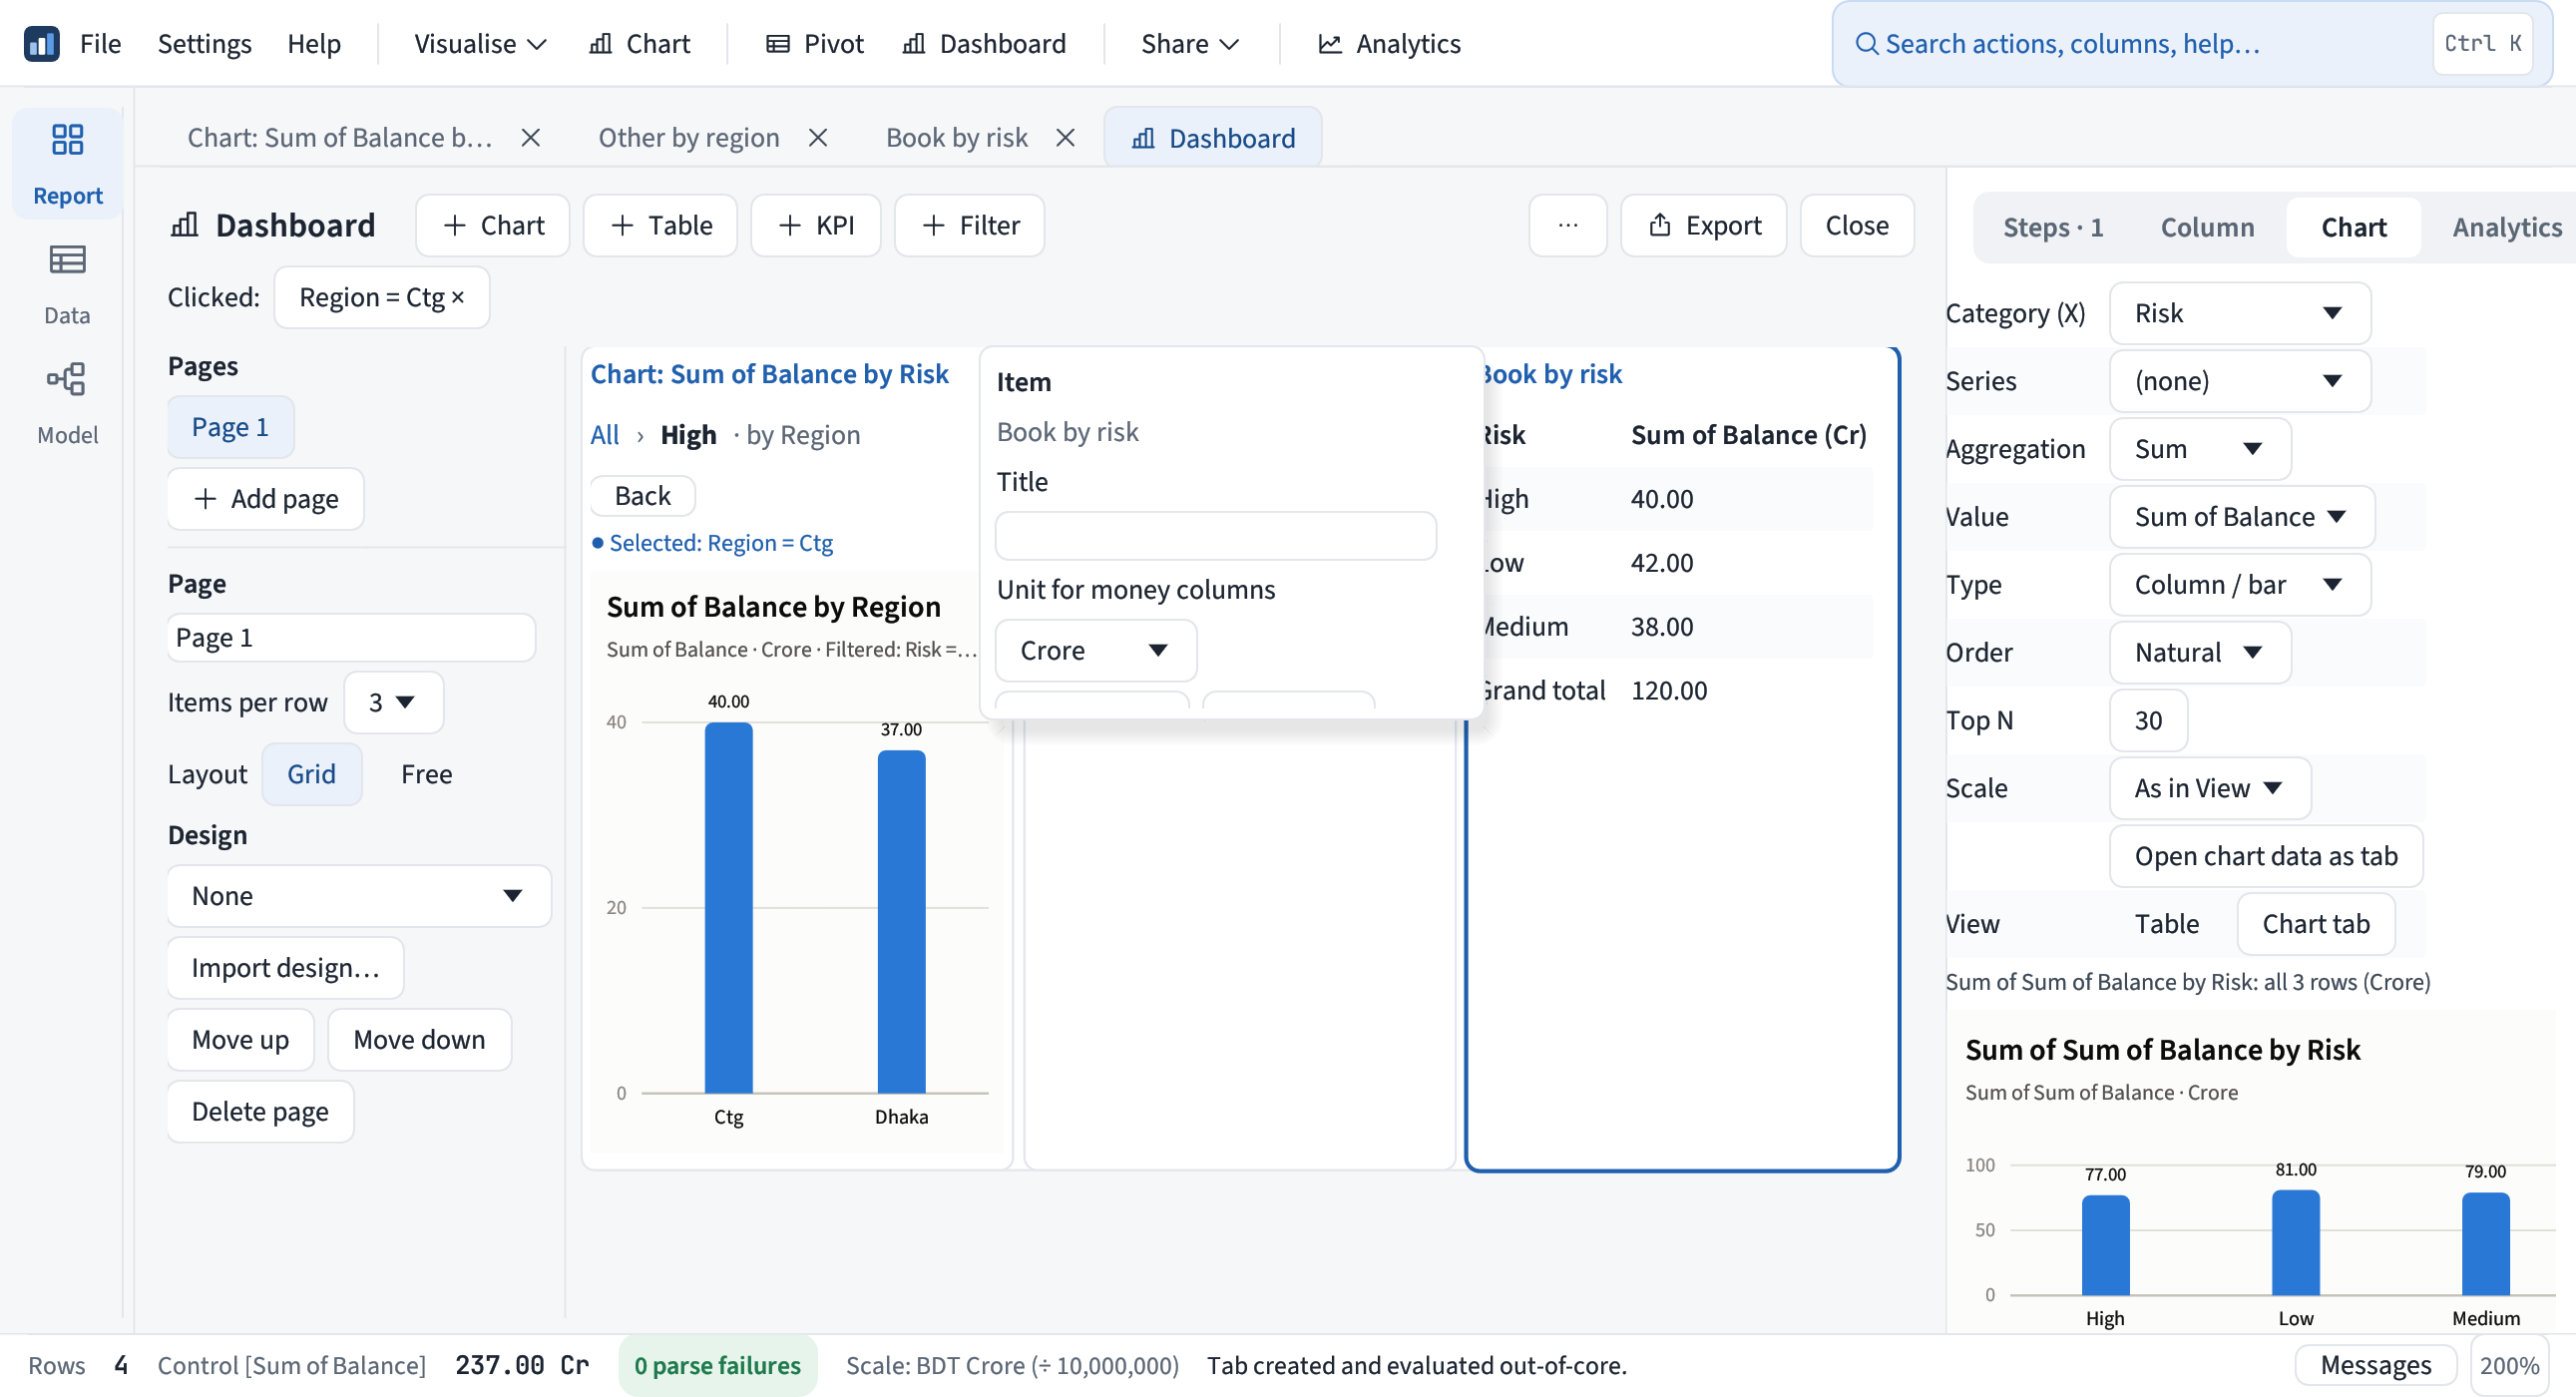 File Settings Help Visualise Chart Pivot Dashboard Share Analytics Search actions, columns, help… Ctrl K
Chart: Sum of Balance b… × Other by region × Book by risk × Dashboard
Report
Data
Model
Dashboard + Chart + Table + KPI + Filter … Export Close
Clicked: Region = Ctg ×
Pages
Page 1
+ Add page
Page
Page 1
Items per row 3
Layout Grid Free
Design
None
Import design…
Move up Move down
Delete page
Chart: Sum of Balance by Risk
All › High · by Region
Back
• Selected: Region = Ctg
Sum of Balance by Region
Sum of Balance · Crore · Filtered: Risk =…
40.00
37.00
40
20
0
Ctg Dhaka
Item
Book by risk
Title
Unit for money columns
Crore
Book by risk
Risk Sum of Balance (Cr)
High 40.00
Low 42.00
Medium 38.00
Grand total 120.00
Steps · 1 Column Chart Analytics
Category (X) Risk
Series (none)
Aggregation Sum
Value Sum of Balance
Type Column / bar
Order Natural
Top N 30
Scale As in View
Open chart data as tab
View Table Chart tab
Sum of Sum of Balance by Risk: all 3 rows (Crore)
Sum of Sum of Balance by Risk
Sum of Sum of Balance · Crore
100
77.00 81.00 79.00
50
0
High Low Medium
Rows 4 Control [Sum of Balance] 237.00 Cr 0 parse failures Scale: BDT Crore (÷ 10,000,000) Tab created and evaluated out-of-core. Messages 200%